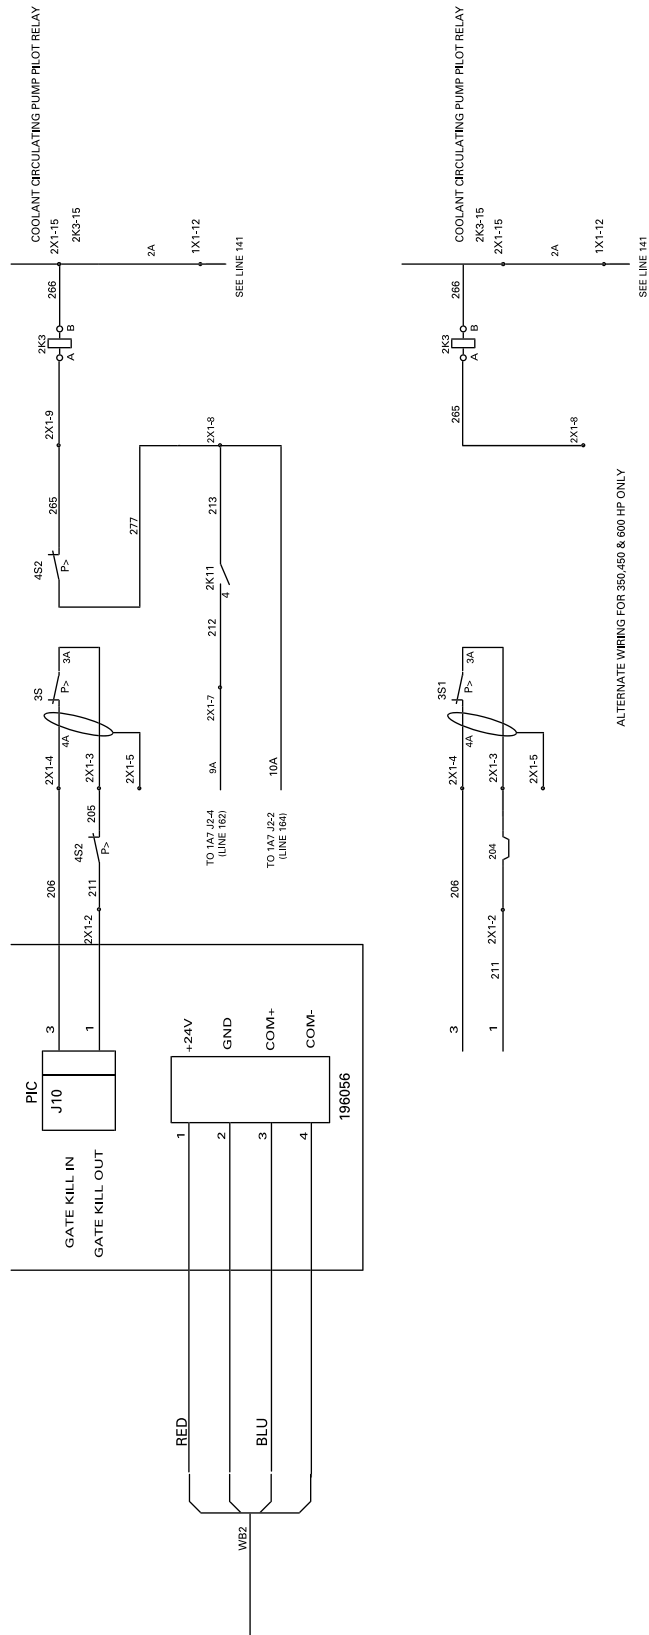 COOLANT CIRCULATING PUMP PILOT RELAY
2X1-15
2K3-15
2A
1X1-12
SEE LINE 141
266
B
2K3
A
2X1-9
265
277
2X1-8
213
4S2
P>
2K11
4
212
3S
P>
3A
4A
2X1-4
2X1-3
2X1-5
2X1-7
9A
10A
TO 1A7 J2-4
(LINE 162)
TO 1A7 J2-2
(LINE 164)
205
4S2
P>
206
211
2X1-2
3
1
PIC
J10
GATE KILL IN
GATE KILL OUT
+24V
GND
COM+
COM-
196056
1
2
3
4
RED
BLU
WB2
COOLANT CIRCULATING PUMP PILOT RELAY
2K3-15
2X1-15
2A
1X1-12
SEE LINE 141
266
B
2K3
A
265
2X1-8
ALTERNATE WIRING FOR 350,450 & 600 HP ONLY
3S1
P>
3A
4A
2X1-4
2X1-3
2X1-5
204
206
2X1-2
211
3
1